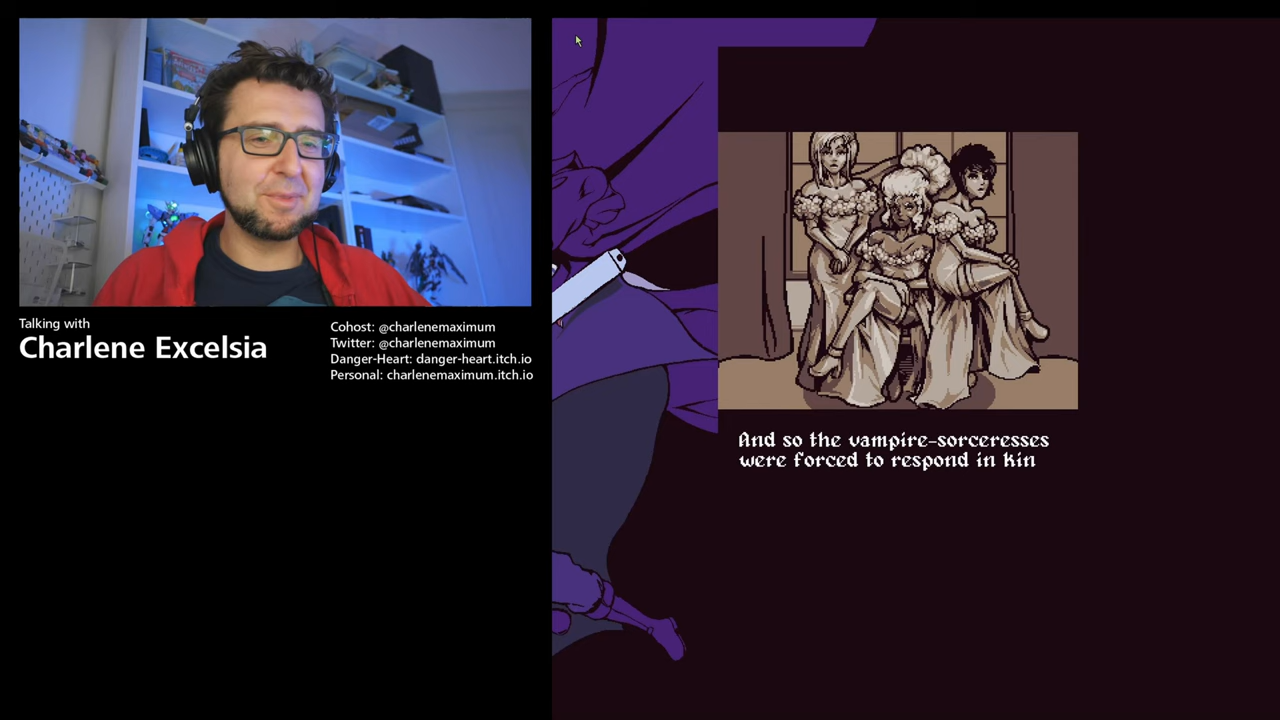 Talking with
Charlene Excelsia
Cohost: @charlenemaximum
Twitter: @charlenemaximum
Danger-Heart: danger-heart.itch.io
Personal: charlenemaximum.itch.io
And so the vampire-sorceresses
were forced to respond in kin